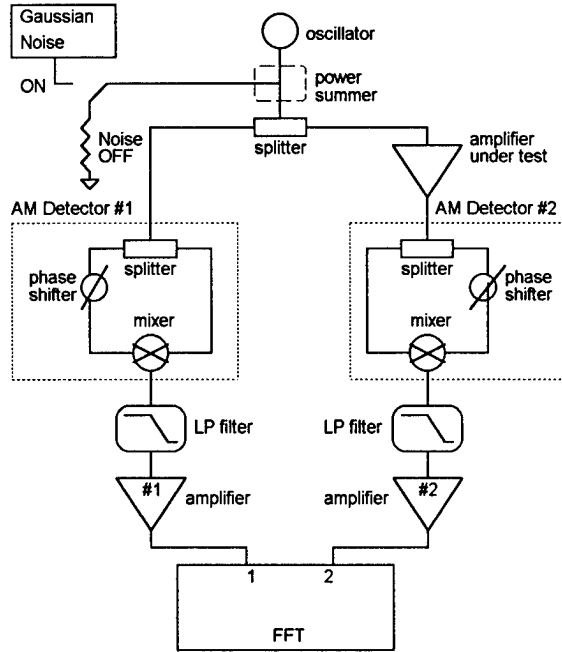 Gaussian
Noise
oscillator
ON
power
summer
Noise
OFF
splitter
amplifier
under test
AM Detector #1
AM Detector #2
splitter
splitter
phase
shifter
phase
shifter
mixer
mixer
LP filter
LP filter
#1
amplifier
amplifier
#2
1
2
FFT